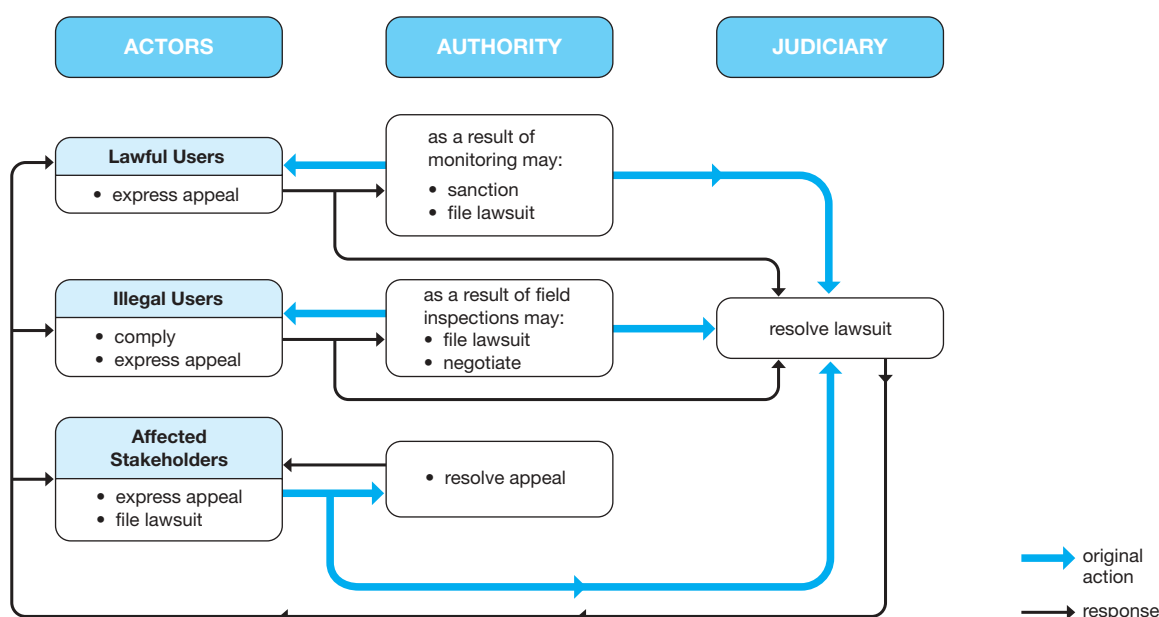 ACTORS
AUTHORITY
JUDICIARY
Lawful Users
• express appeal
as a result of
monitoring may:
• sanction
• file lawsuit
Illegal Users
• comply
• express appeal
as a result of field
inspections may:
• file lawsuit
• negotiate
resolve lawsuit
Affected
Stakeholders
• express appeal
• file lawsuit
• resolve appeal
original
action
response